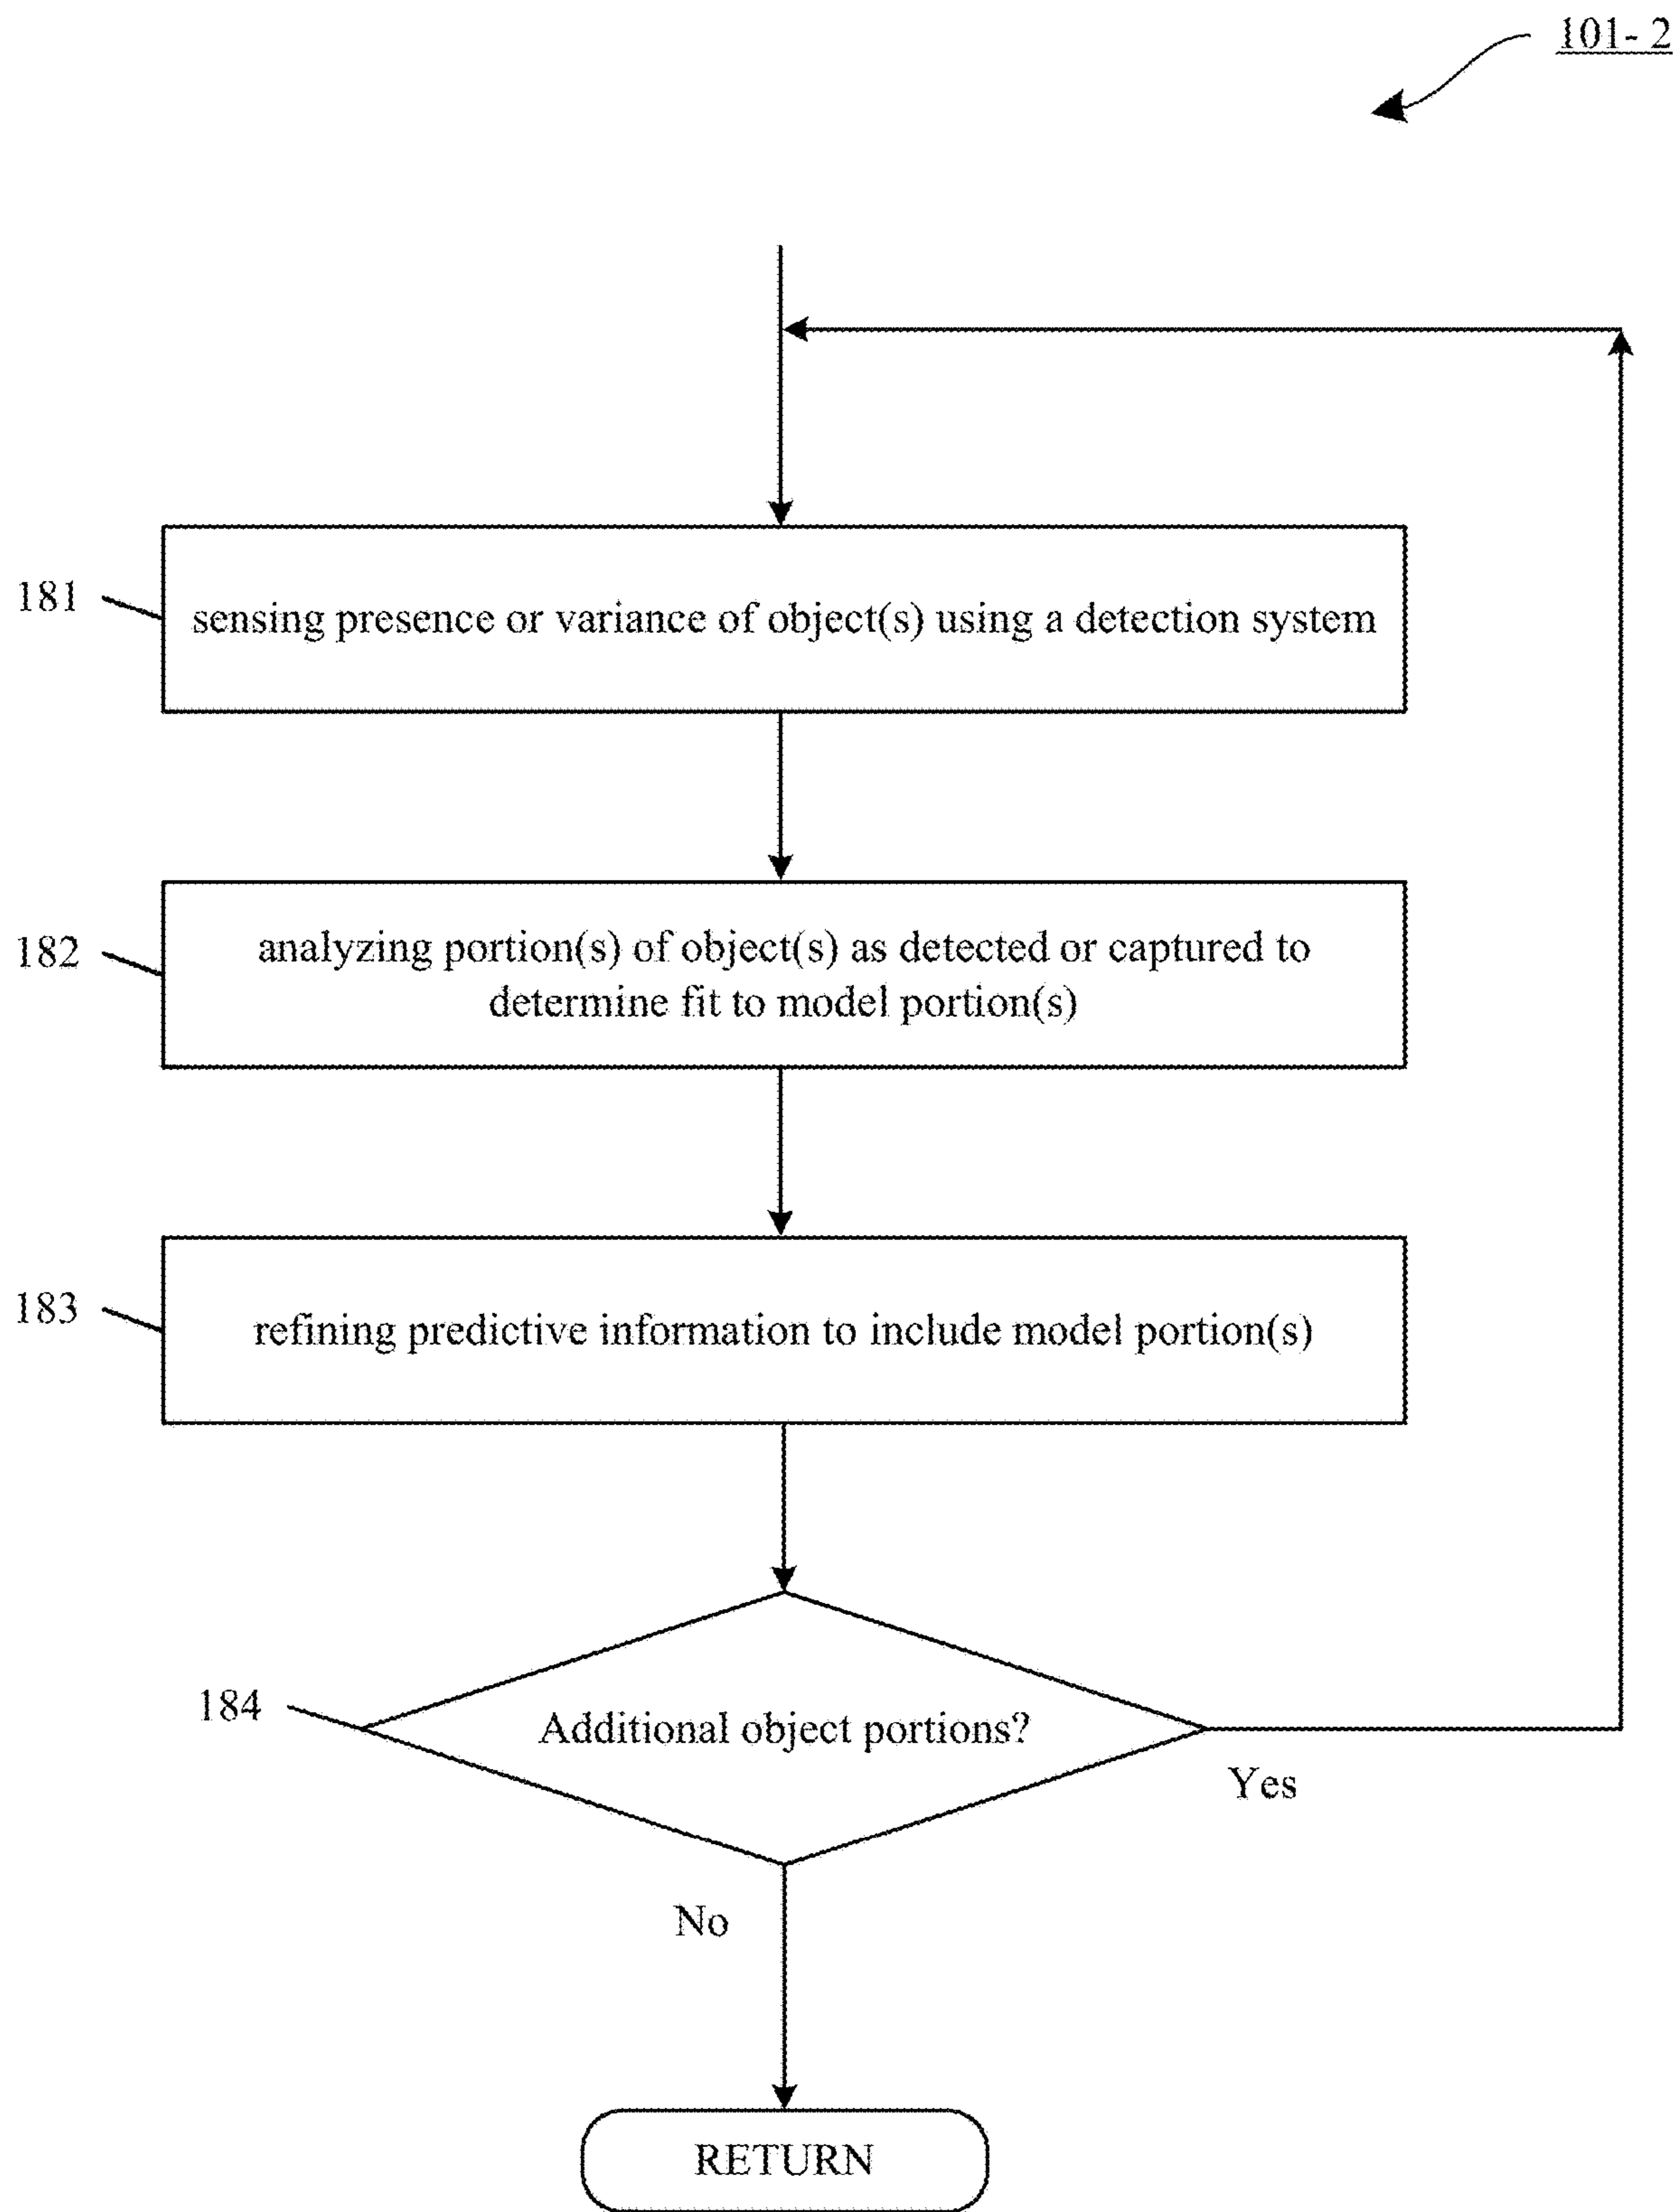 101- 2
181
sensing presence or variance of object(s) using a detection system
182
analyzing portion(s) of object(s) as detected or captured to
determine fit to model portion(s)
183
refining predictive information to include model portion(s)
184
Additional object portions?
Yes
No
RETURN